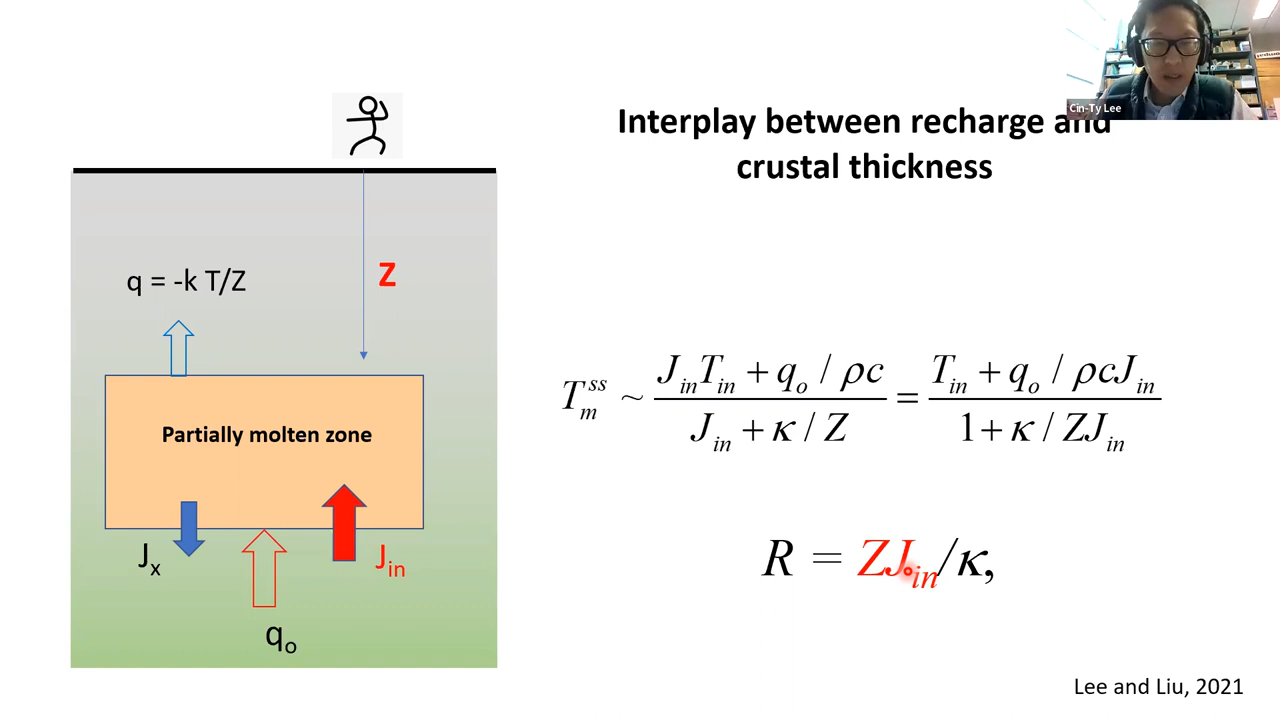 Cin-Ty Lee
Interplay between recharge and
crustal thickness
q = -k T/Z
Z
Partially molten zone
J_x
J_in
q_o
T_m^ss ~ (J_in T_in + q_o / ρc) / (J_in + κ / Z) = (T_in + q_o / ρcJ_in) / (1 + κ / ZJ_in)
R = ZJ_in/κ,
Lee and Liu, 2021